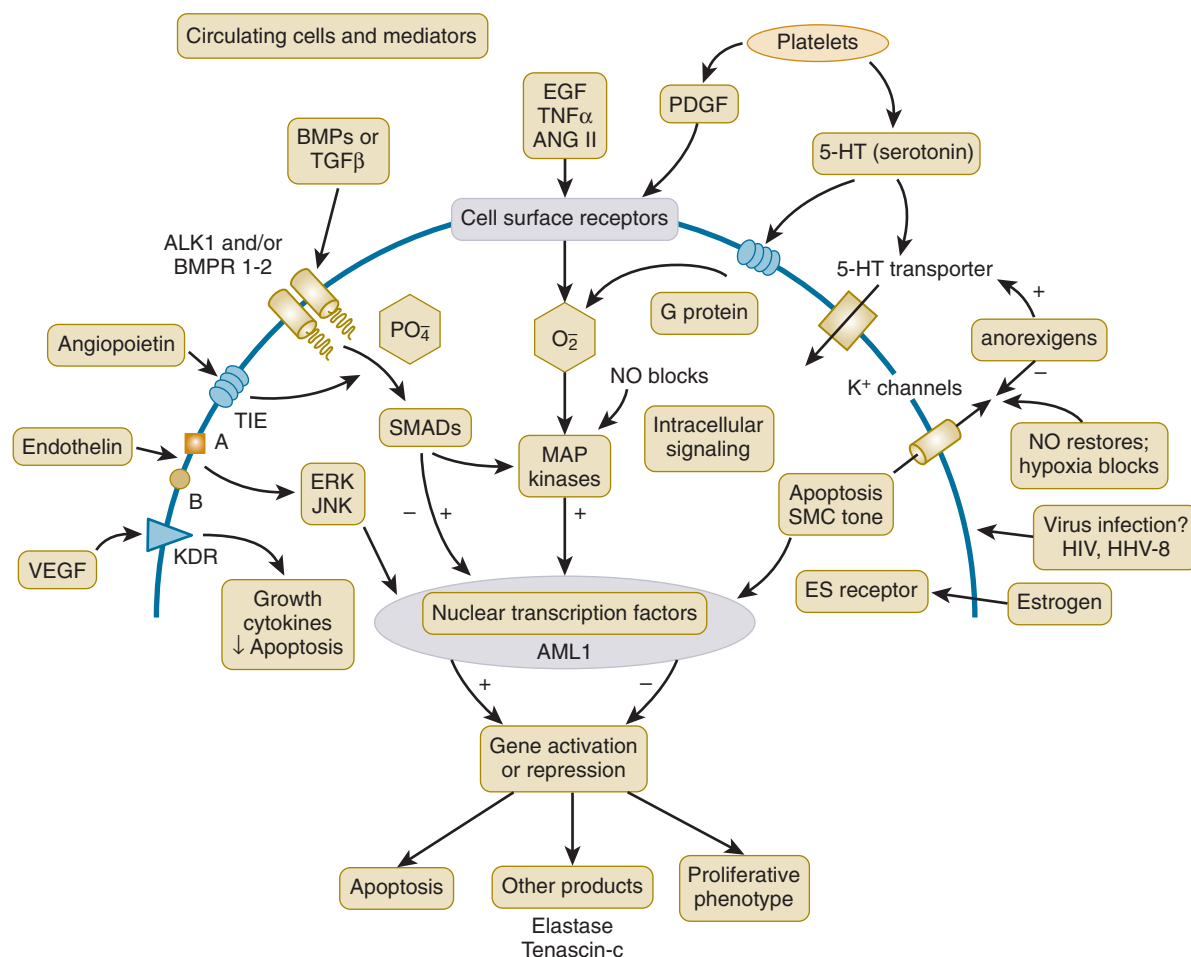 Circulating cells and mediators
Platelets
EGF
TNFα
ANG II
PDGF
BMPs or
TGFβ
5-HT (serotonin)
Cell surface receptors
ALK1 and/or
BMPR 1-2
5-HT transporter
+
G protein
PO4̅
O2̅
anorexigens
–
Angiopoietin
TIE
NO blocks
K+ channels
SMADs
Intracellular
signaling
NO restores;
hypoxia blocks
Endothelin
A
B
MAP
kinases
ERK
JNK
Apoptosis
SMC tone
– +
+
Virus infection?
HIV, HHV-8
VEGF
KDR
Growth
cytokines
↓ Apoptosis
ES receptor
Estrogen
Nuclear transcription factors
AML1
+
–
Gene activation
or repression
Apoptosis
Other products
Proliferative
phenotype
Elastase
Tenascin-c